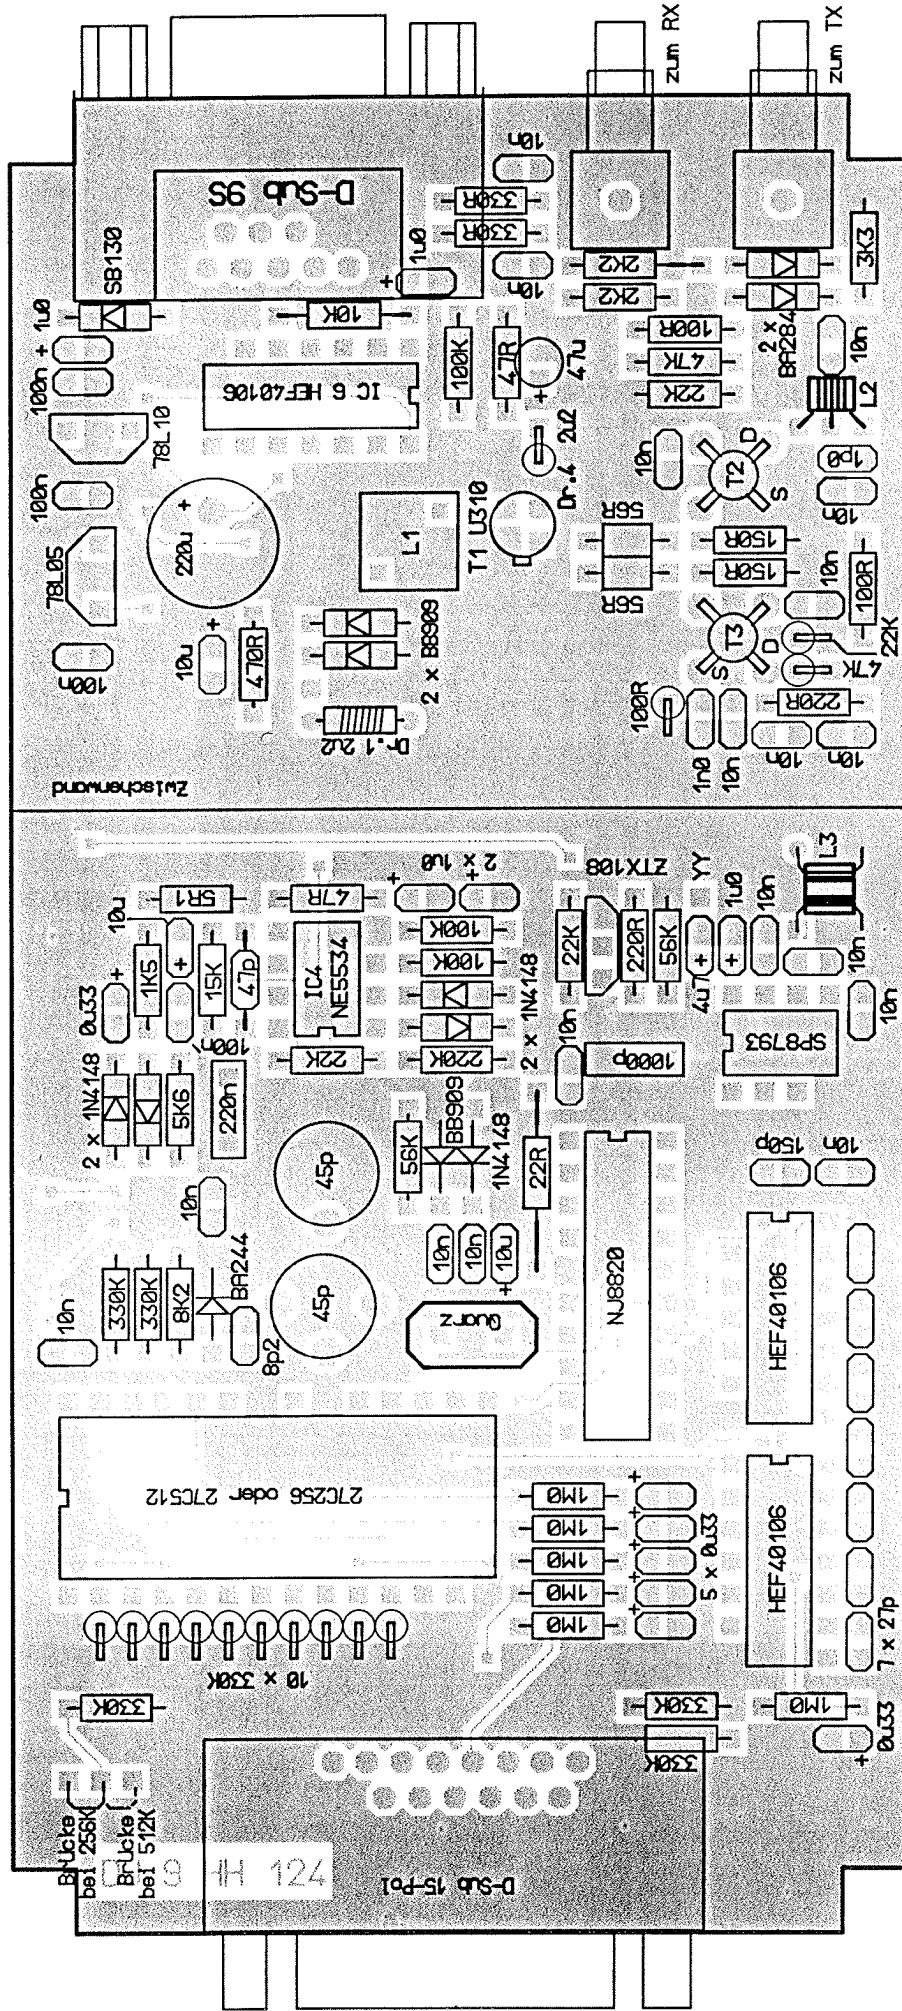 zum RX
zum TX
D-Sub 9S
SB130
1u0
+
100n
78L10
100n
78L05
100n
220u
+
10u
+
470R
10K
IC 6 HEF40106
1u0
+
10n
330R
330R
10n
100K
47R
47u
+
2u2
Dr.4
L1
T1 U310
2 x BB909
Dr.1 2u2
Zwischenwand
2K2
2K2
100R
47K
22K
2 x
BA284
3K3
10n
L2
1p0
10n
10n
T2
D
S
56R
56R
150R
150R
10n
100R
22K
47K
T3
S
D
100R
220R
1n0
10n
10n
10n
5R1
10u
+
1K5
0u33
+
15K
47p
100n
2 x 1N4148
5K6
220n
10n
47R
IC4
NE5534
22K
2 x 1u0
+
+
100K
100K
220K
2 x 1N4148
22K
ZTX108
220R
56K
YY
4u7
+
1u0
+
10n
L3
10n
10n
SP8793
10n
1000p
45p
45p
56K
BB909
1N4148
22R
10n
10n
10u
+
Quarz
NJ8820
150p
10n
HEF40106
HEF40106
10n
330K
330K
8K2
BA244
8p2
27C256 oder 27C512
1M0
1M0
1M0
1M0
1M0
+
+
+
+
+
5 x 0u33
7 x 27p
10 x 330K
330K
330K
330K
1M0
0u33
+
Brücke
bei 256K
Brücke
bei 512K
9 HH 124
D-Sub 15-Pol